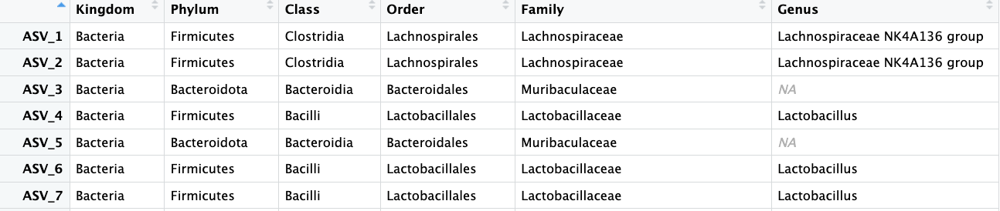 Kingdom Phylum Class Order Family Genus
ASV_1 Bacteria Firmicutes Clostridia Lachnospirales Lachnospiraceae Lachnospiraceae NK4A136 group
ASV_2 Bacteria Firmicutes Clostridia Lachnospirales Lachnospiraceae Lachnospiraceae NK4A136 group
ASV_3 Bacteria Bacteroidota Bacteroidia Bacteroidales Muribaculaceae NA
ASV_4 Bacteria Firmicutes Bacilli Lactobacillales Lactobacillaceae Lactobacillus
ASV_5 Bacteria Bacteroidota Bacteroidia Bacteroidales Muribaculaceae NA
ASV_6 Bacteria Firmicutes Bacilli Lactobacillales Lactobacillaceae Lactobacillus
ASV_7 Bacteria Firmicutes Bacilli Lactobacillales Lactobacillaceae Lactobacillus